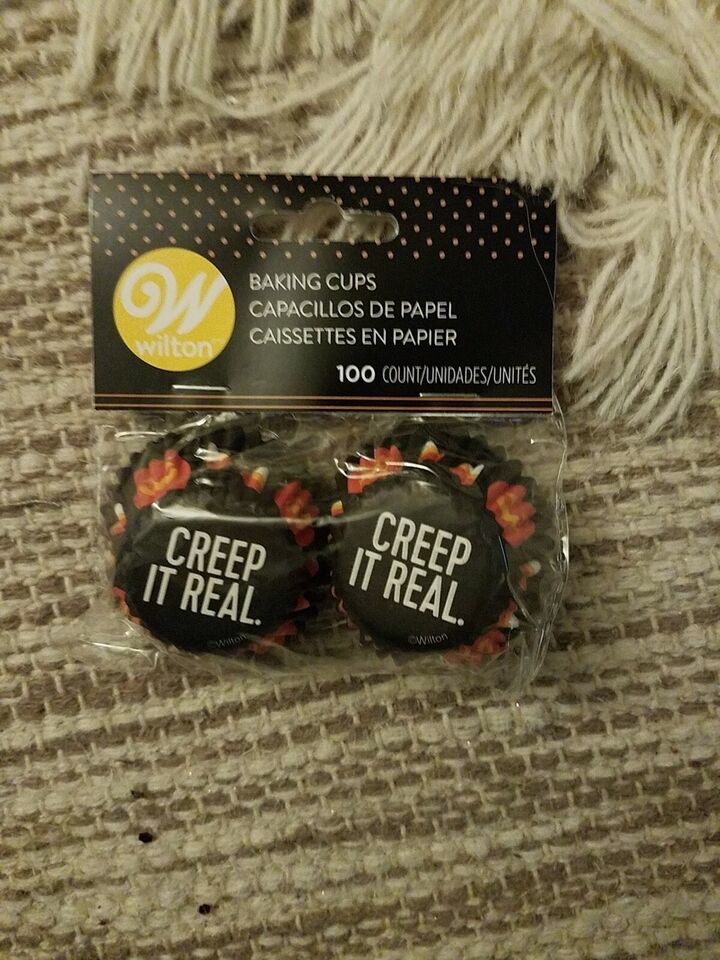 W
wilton™
BAKING CUPS
CAPACILLOS DE PAPEL
CAISSETTES EN PAPIER
100 COUNT/UNIDADES/UNITÉS
CREEP
IT REAL.
©Wilton
CREEP
IT REAL.
©Wilton